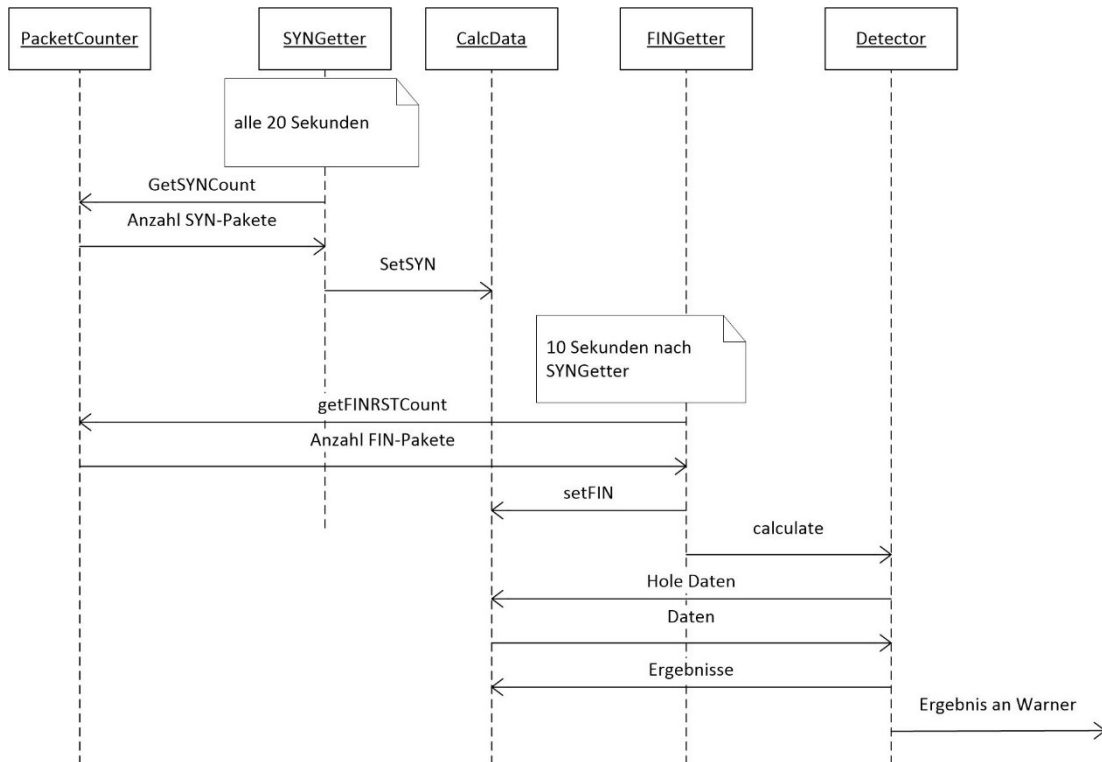 PacketCounter
SYNGetter
CalcData
FINGetter
Detector
alle 20 Sekunden
GetSYNCount
Anzahl SYN-Pakete
SetSYN
10 Sekunden nach
SYNGetter
getFINRSTCount
Anzahl FIN-Pakete
setFIN
calculate
Hole Daten
Daten
Ergebnisse
Ergebnis an Warner